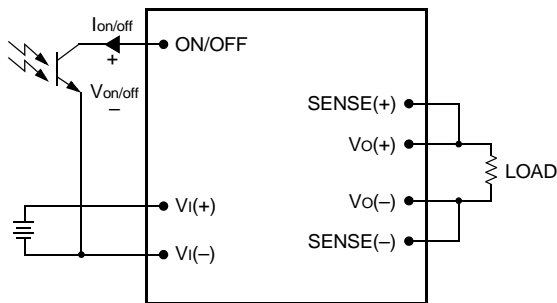 Ion/off
ON/OFF
+
Von/off
–
SENSE(+)
VO(+)
LOAD
VO(–)
SENSE(–)
VI(+)
VI(–)